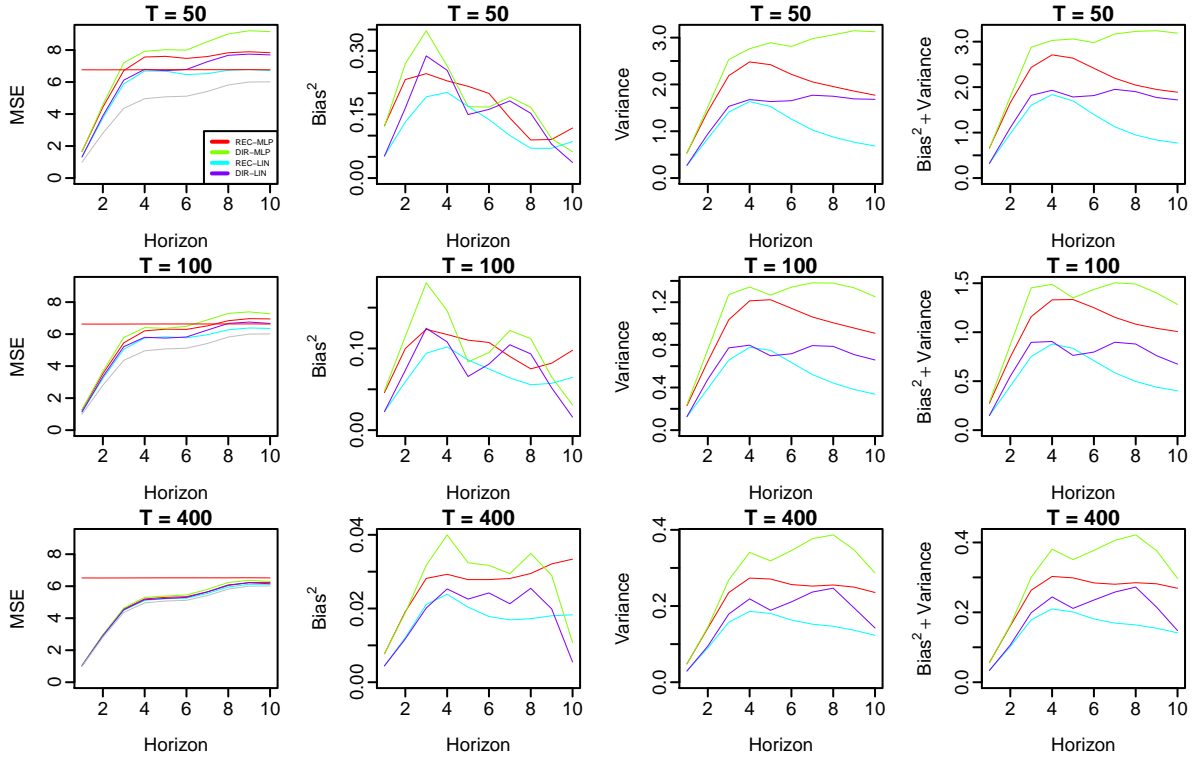 T = 50
MSE
8
6
4
2
0
REC−MLP
DIR−MLP
REC−LIN
DIR−LIN
2 4 6 8 10
Horizon
T = 50
Bias²
0.30
0.15
0.00
2 4 6 8 10
Horizon
T = 50
Variance
3.0
2.0
1.0
0.0
2 4 6 8 10
Horizon
T = 50
Bias² + Variance
3.0
2.0
1.0
0.0
2 4 6 8 10
Horizon
T = 100
MSE
8
6
4
2
0
2 4 6 8 10
Horizon
T = 100
Bias²
0.10
0.00
2 4 6 8 10
Horizon
T = 100
Variance
1.2
0.8
0.4
0.0
2 4 6 8 10
Horizon
T = 100
Bias² + Variance
1.5
1.0
0.5
0.0
2 4 6 8 10
Horizon
T = 400
MSE
8
6
4
2
0
2 4 6 8 10
Horizon
T = 400
Bias²
0.04
0.02
0.00
2 4 6 8 10
Horizon
T = 400
Variance
0.4
0.2
0.0
2 4 6 8 10
Horizon
T = 400
Bias² + Variance
0.4
0.2
0.0
2 4 6 8 10
Horizon